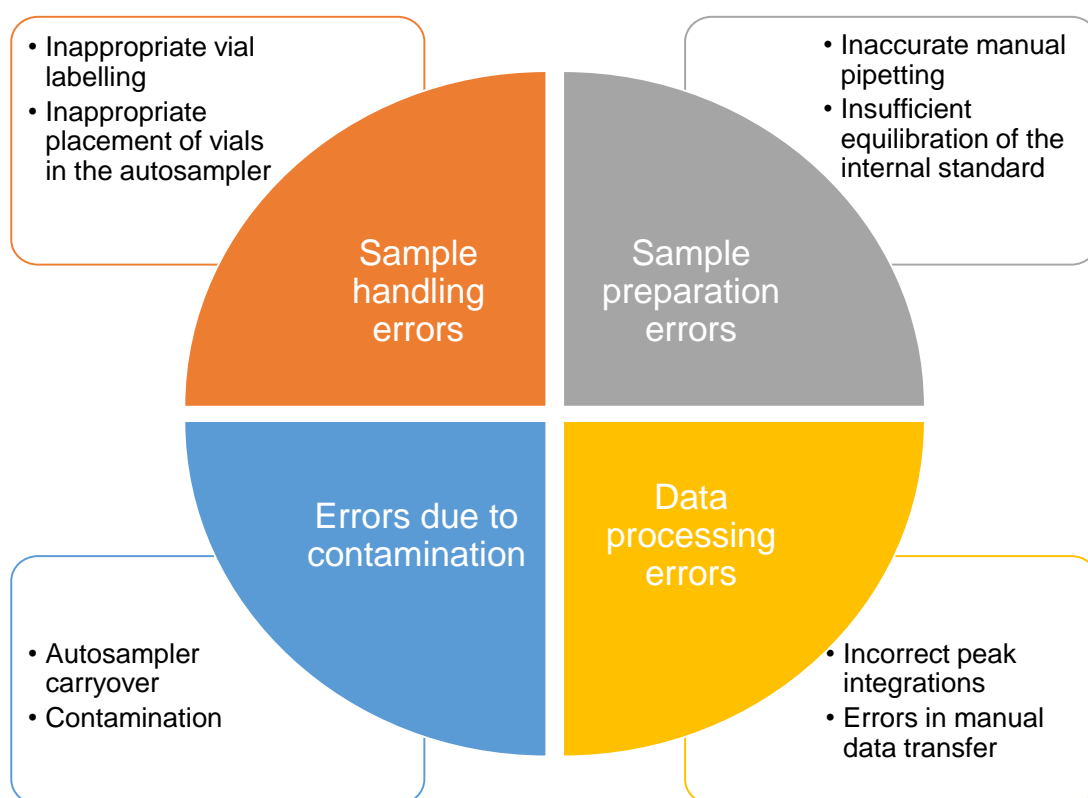 • Inappropriate vial
labelling
• Inappropriate
placement of vials
in the autosampler
• Inaccurate manual
pipetting
• Insufficient
equilibration of the
internal standard
Sample
handling
errors
Sample
preparation
errors
Errors due to
contamination
Data
processing
errors
• Autosampler
carryover
• Contamination
• Incorrect peak
integrations
• Errors in manual
data transfer